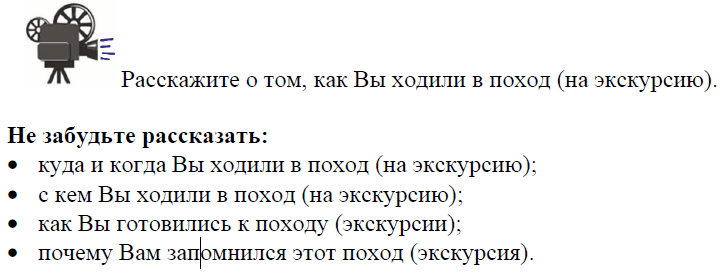 Расскажите о том, как Вы ходили в поход (на экскурсию).
Не забудьте рассказать:
• куда и когда Вы ходили в поход (на экскурсию);
• с кем Вы ходили в поход (на экскурсию);
• как Вы готовились к походу (экскурсии);
• почему Вам запомнился этот поход (экскурсия).